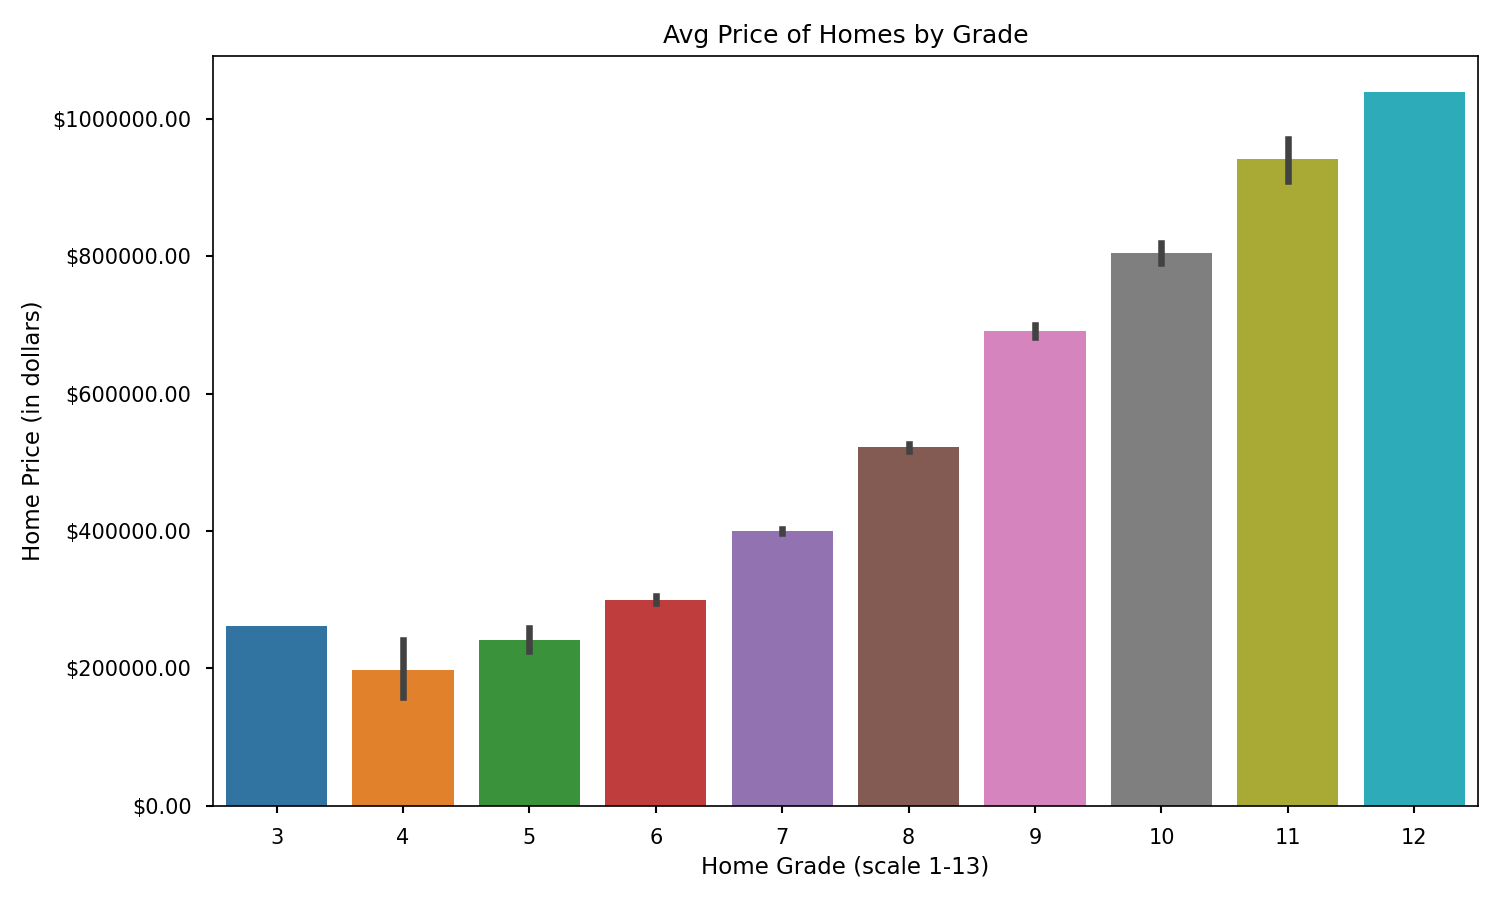 Avg Price of Homes by Grade
$1000000.00
$800000.00
$600000.00
$400000.00
$200000.00
$0.00
Home Price (in dollars)
3 4 5 6 7 8 9 10 11 12
Home Grade (scale 1-13)